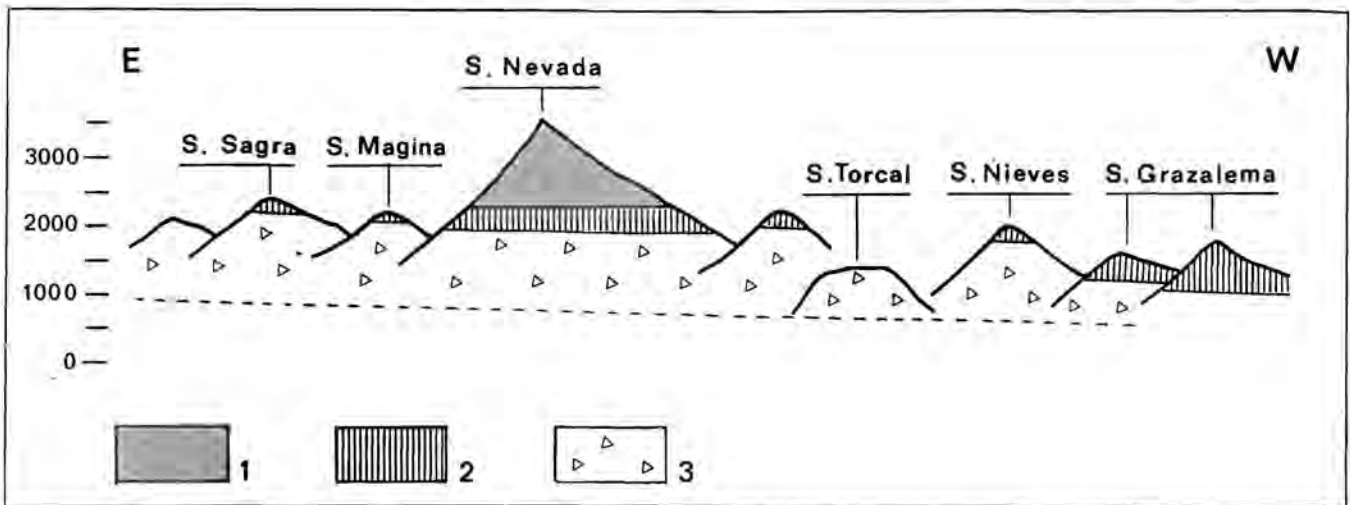 E
W
S. Nevada
S. Sagra
S. Magina
S.Torcal
S. Nieves
S. Grazalema
3000
2000
1000
0
1
2
3